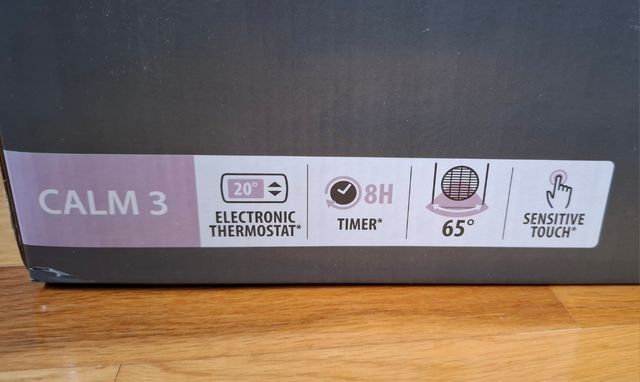 CALM 3
20°
ELECTRONIC
THERMOSTAT*
8H
TIMER*
65°
SENSITIVE
TOUCH*